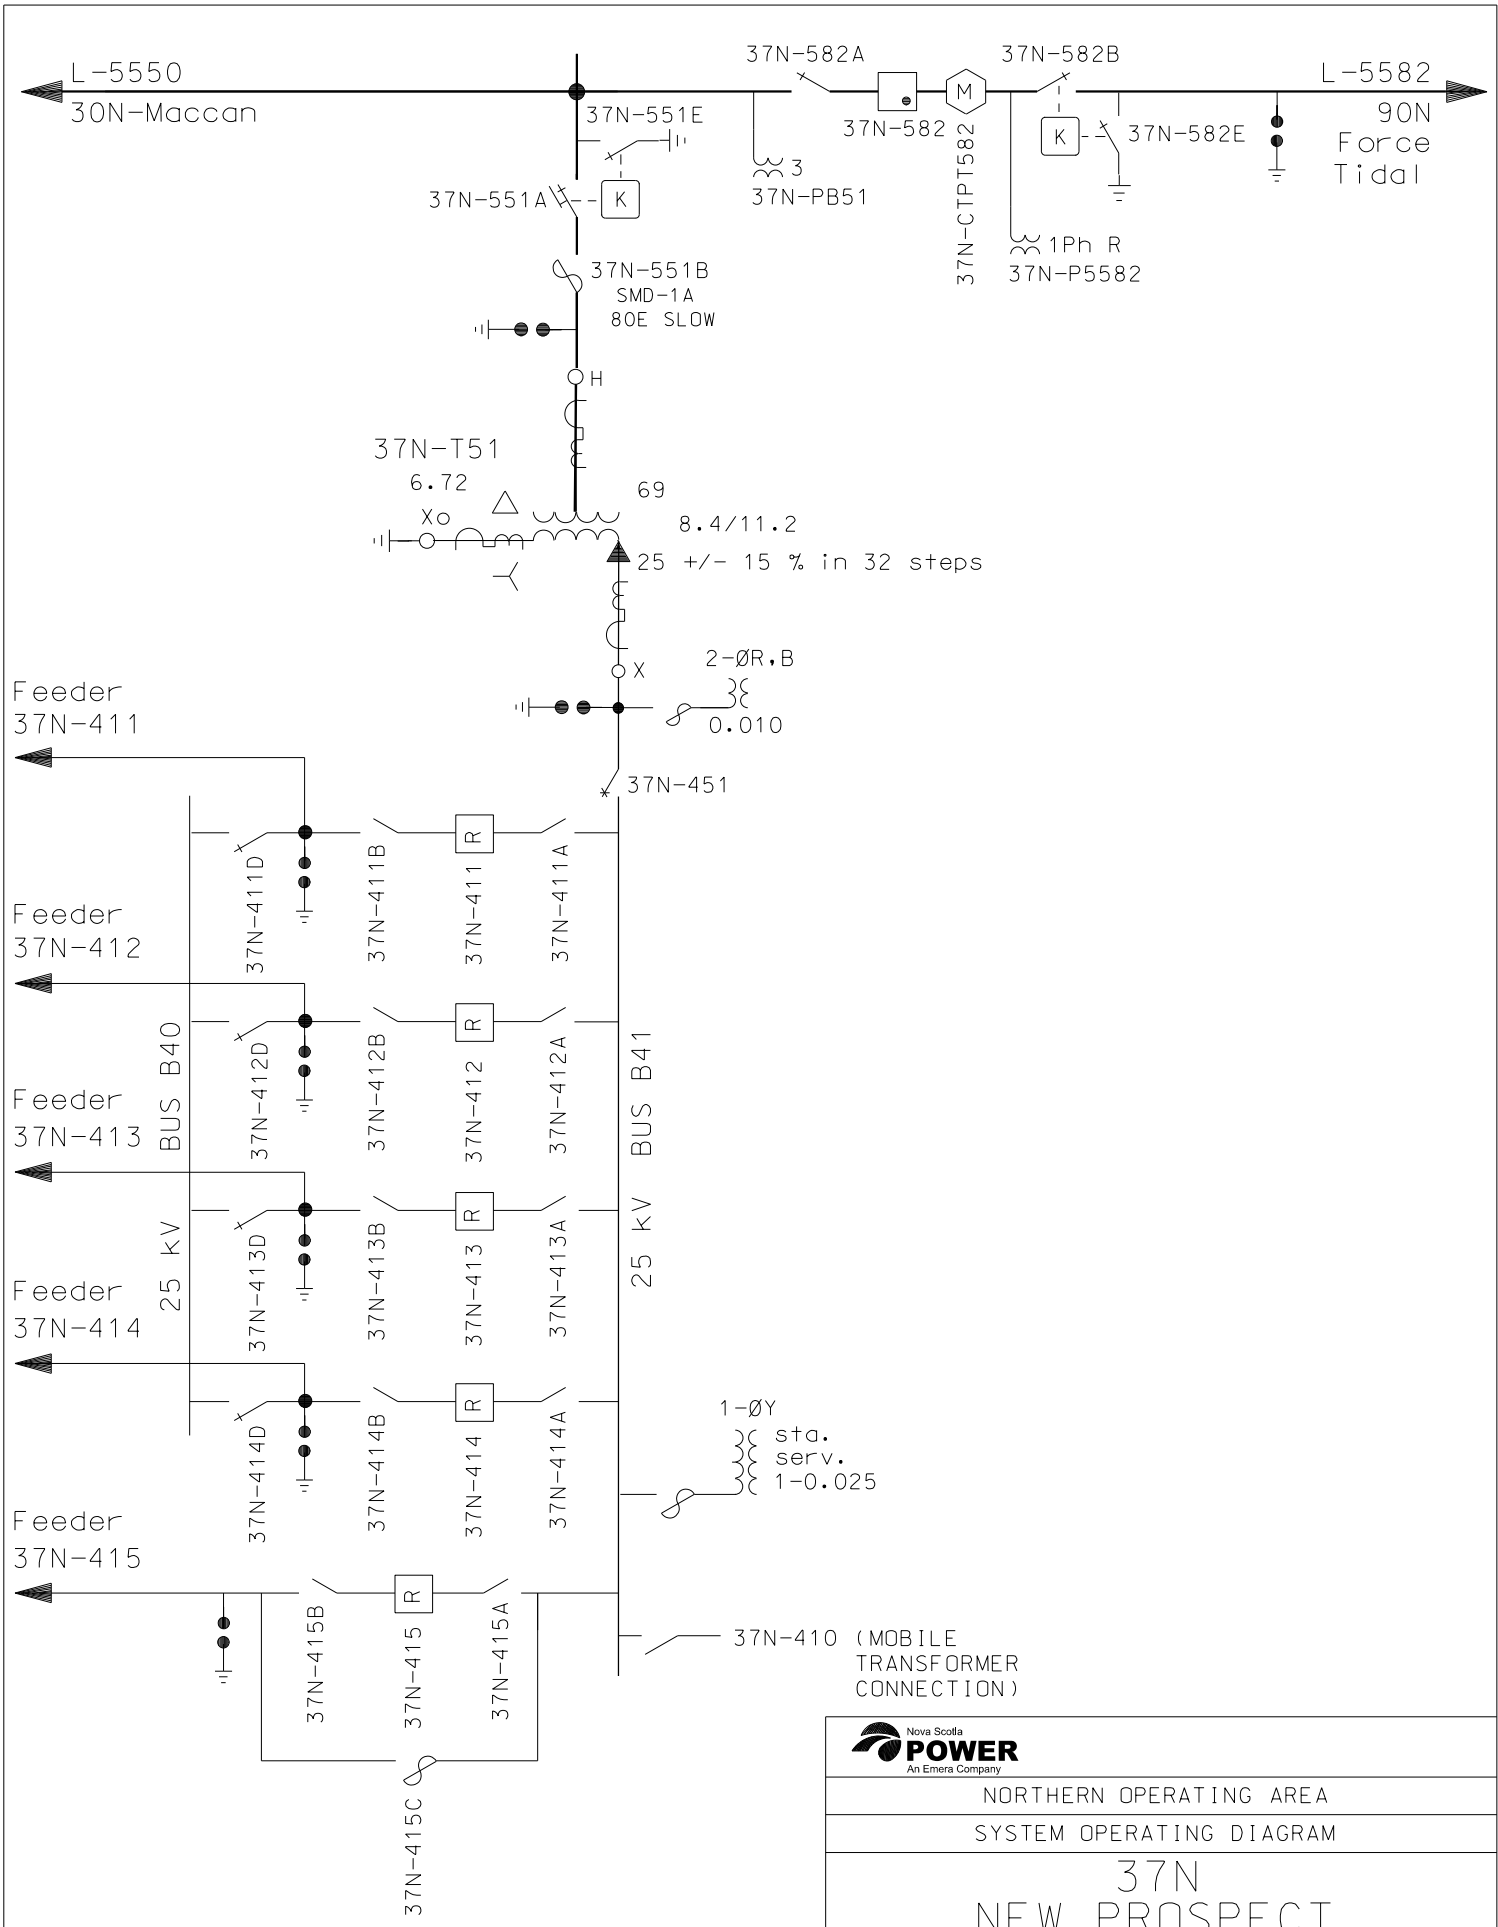 L-5550
30N-Maccan
37N-582A
37N-582B
L-5582
90N
Force
Tidal
37N-551E
37N-582
M
37N-CTPT582
K
37N-582E
3
37N-PB51
37N-551A
K
1Ph R
37N-P5582
37N-551B
SMD-1A
80E SLOW
H
37N-T51
6.72
69
Xo
8.4/11.2
25 +/- 15 % in 32 steps
X
2-ØR,B
0.010
37N-451
Feeder
37N-411
37N-411D
37N-411B
R
37N-411
37N-411A
Feeder
37N-412
37N-412D
37N-412B
R
37N-412
37N-412A
25 kV BUS B40
25 kV BUS B41
Feeder
37N-413
37N-413D
37N-413B
R
37N-413
37N-413A
Feeder
37N-414
37N-414D
37N-414B
R
37N-414
37N-414A
1-ØY
sta.
serv.
1-0.025
Feeder
37N-415
37N-415B
R
37N-415
37N-415A
37N-415C
37N-410 (MOBILE
TRANSFORMER
CONNECTION)
Nova Scotia
POWER
An Emera Company
NORTHERN OPERATING AREA
SYSTEM OPERATING DIAGRAM
37N
NEW PROSPECT